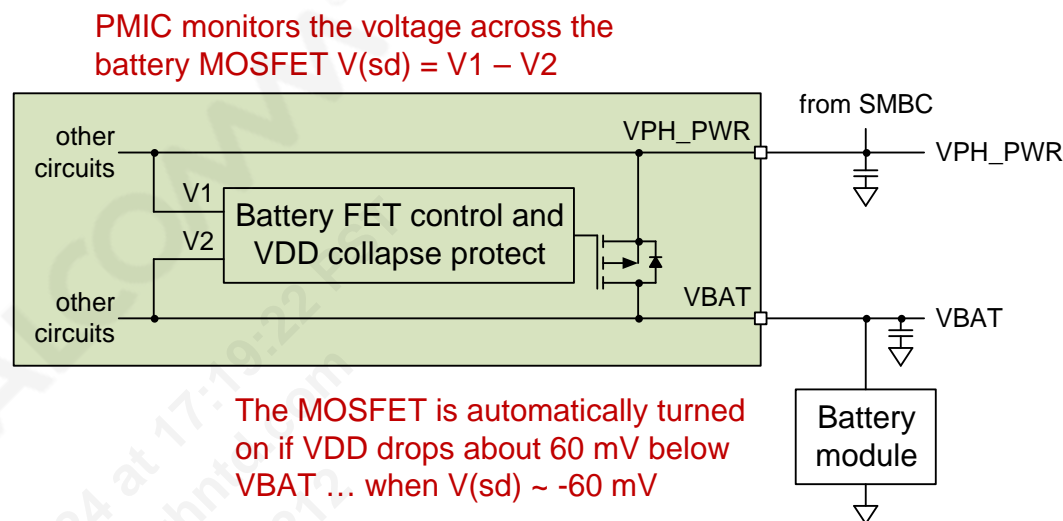 PMIC monitors the voltage across the
battery MOSFET V(sd) = V1 – V2
from SMBC
other
circuits
VPH_PWR
VPH_PWR
V1
Battery FET control and
VDD collapse protect
V2
other
circuits
VBAT
VBAT
The MOSFET is automatically turned
on if VDD drops about 60 mV below
VBAT … when V(sd) ~ -60 mV
Battery
module